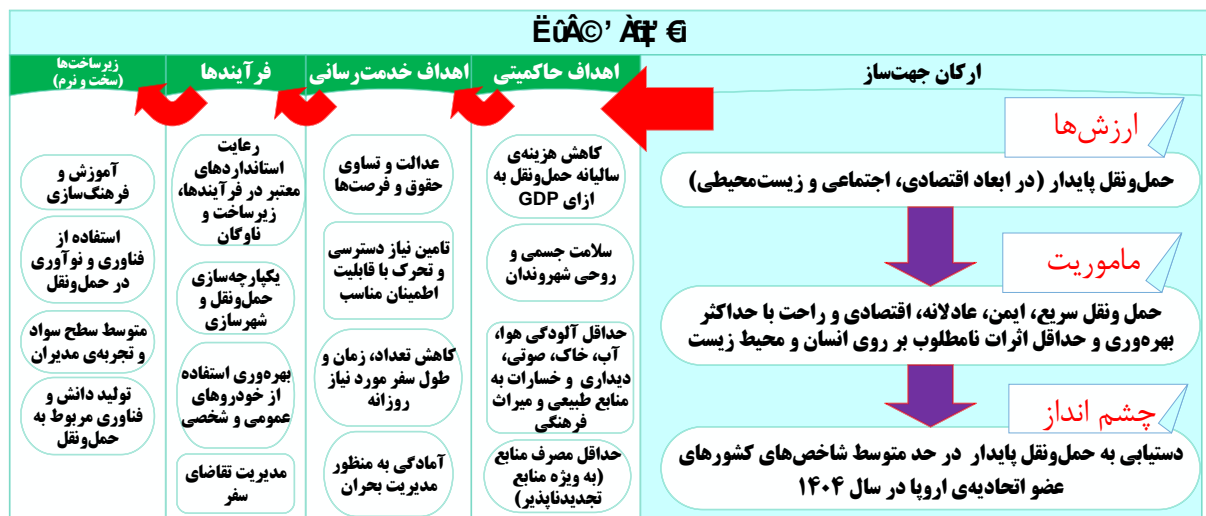 ارکان جهت‌ساز
ارزش‌ها
حمل‌ونقل پایدار (در ابعاد اقتصادی، اجتماعی و زیست‌محیطی)
ماموریت
حمل ونقل سریع، ایمن، عادلانه، اقتصادی و راحت با حداکثر
بهره‌وری و حداقل اثرات نامطلوب بر روی انسان و محیط زیست
چشم انداز
دستیابی به حمل‌ونقل پایدار در حد متوسط شاخص‌های کشورهای
عضو اتحادیه‌ی اروپا در سال ۱۴۰۴
اهداف حاکمیتی
کاهش هزینه‌ی
سالیانه حمل‌ونقل به
ازای GDP
سلامت جسمی و
روحی شهروندان
حداقل آلودگی هوا،
آب، خاک، صوتی،
دیداری و خسارات به
منابع طبیعی و میراث
فرهنگی
حداقل مصرف منابع
(به ویژه منابع
تجدیدناپذیر)
اهداف خدمت‌رسانی
عدالت و تساوی
حقوق و فرصت‌ها
تامین نیاز دسترسی
و تحرک با قابلیت
اطمینان مناسب
کاهش تعداد، زمان و
طول سفر مورد نیاز
روزانه
آمادگی به منظور
مدیریت بحران
فرآیندها
رعایت
استانداردهای
معتبر در فرآیندها،
زیرساخت و
ناوگان
یکپارچه‌سازی
حمل‌ونقل و
شهرسازی
بهره‌وری استفاده
از خودروهای
عمومی و شخصی
مدیریت تقاضای
سفر
زیرساخت‌ها
(سخت و نرم)
آموزش و
فرهنگ‌سازی
استفاده از
فناوری و نوآوری
در حمل‌ونقل
متوسط سطح سواد
و تجربه‌ی مدیران
تولید دانش و
فناوری مربوط به
حمل‌ونقل